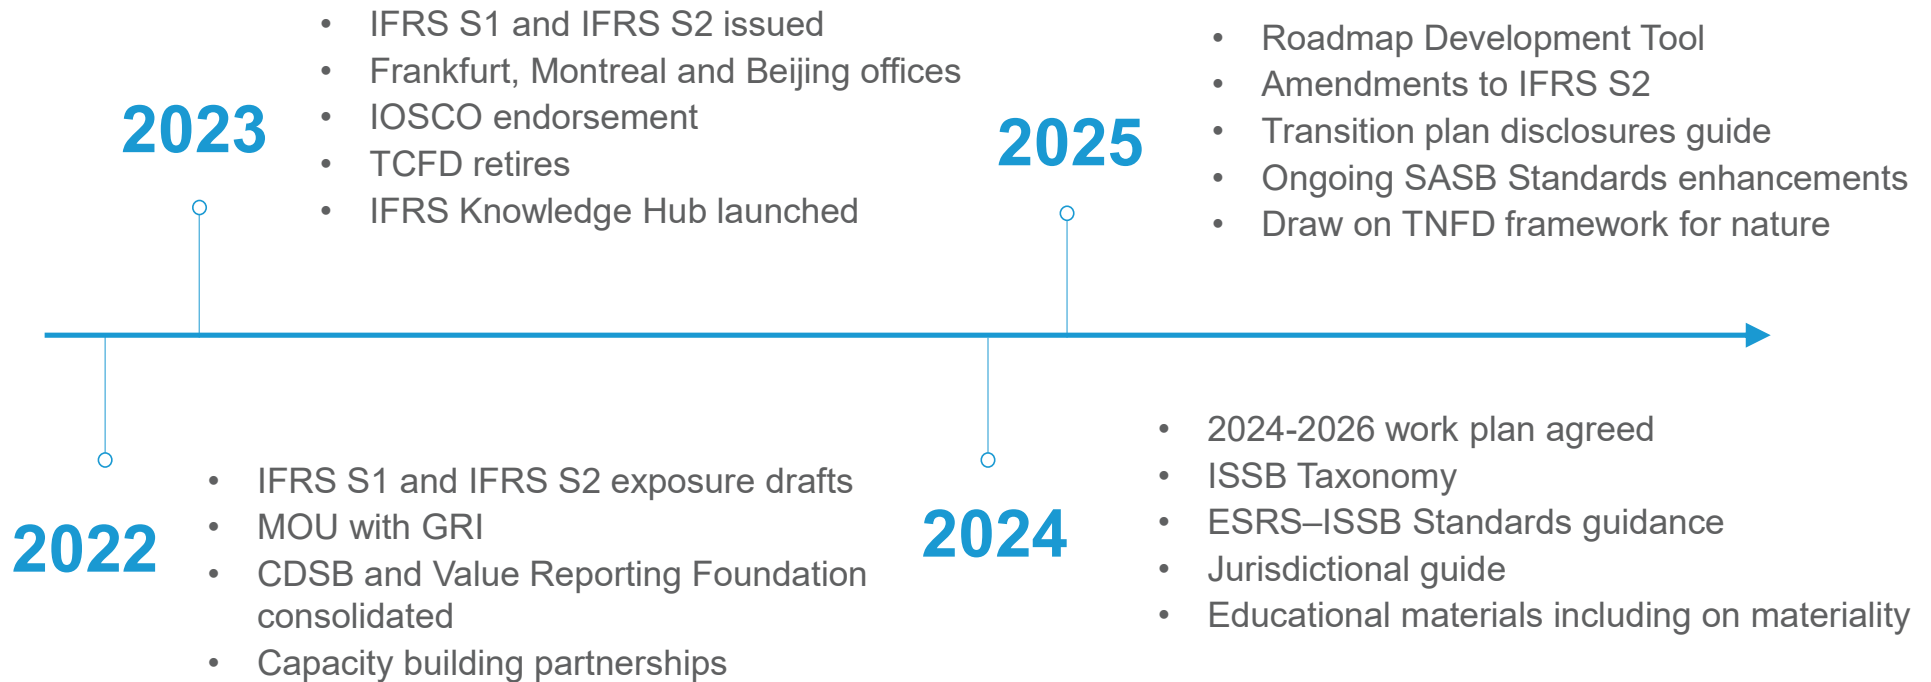 2023
• IFRS S1 and IFRS S2 issued
• Frankfurt, Montreal and Beijing offices
• IOSCO endorsement
• TCFD retires
• IFRS Knowledge Hub launched
2025
• Roadmap Development Tool
• Amendments to IFRS S2
• Transition plan disclosures guide
• Ongoing SASB Standards enhancements
• Draw on TNFD framework for nature
2022
• IFRS S1 and IFRS S2 exposure drafts
• MOU with GRI
• CDSB and Value Reporting Foundation
consolidated
• Capacity building partnerships
2024
• 2024-2026 work plan agreed
• ISSB Taxonomy
• ESRS–ISSB Standards guidance
• Jurisdictional guide
• Educational materials including on materiality